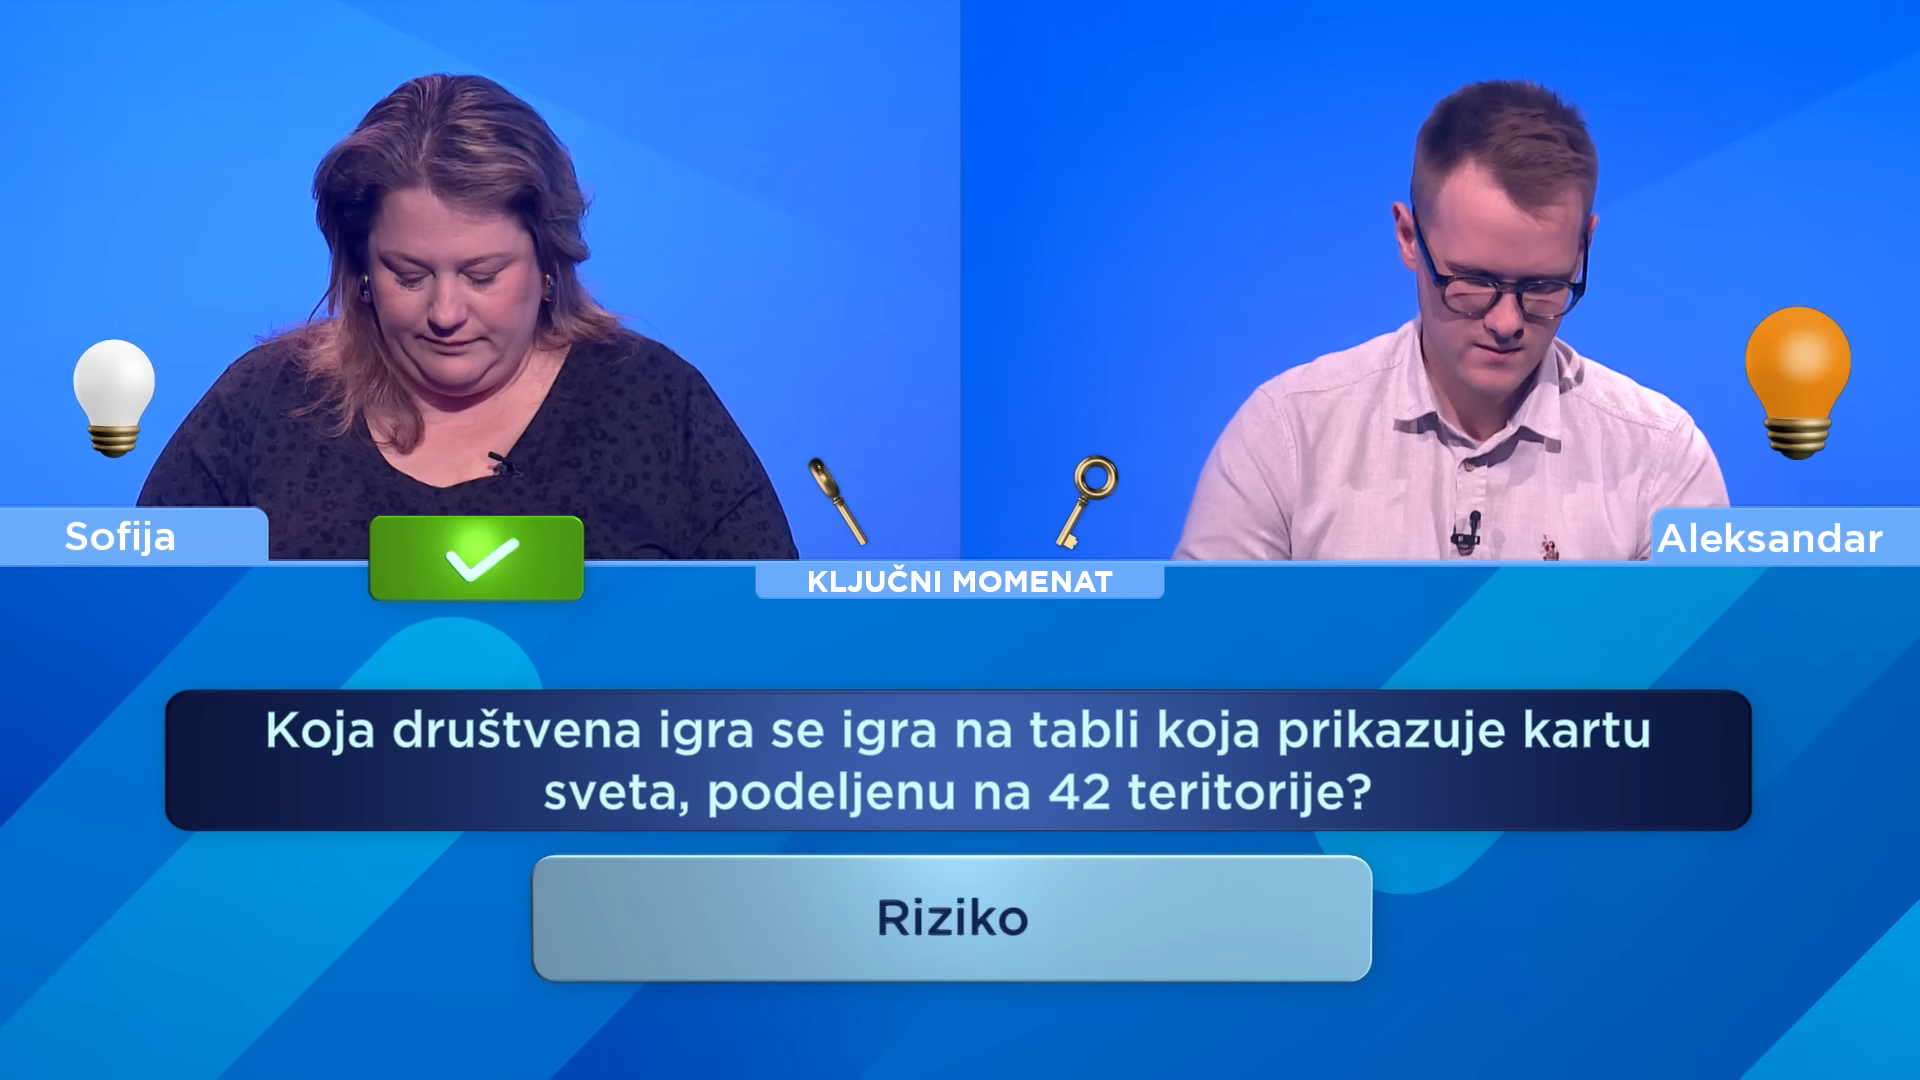 Sofija
Aleksandar
KLJUČNI MOMENAT
Koja društvena igra se igra na tabli koja prikazuje kartu
sveta, podeljenu na 42 teritorije?
Riziko